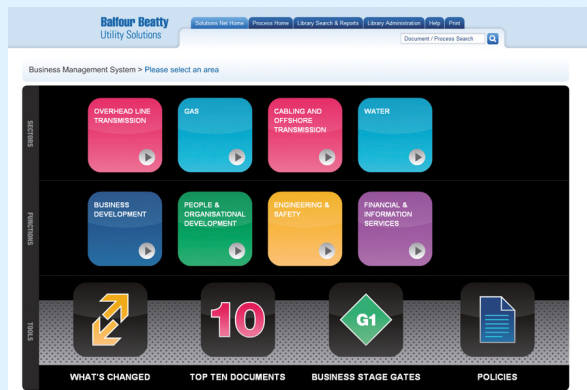 Balfour Beatty
Utility Solutions
Solutions Net Home Process Home Library Search & Reports Library Administration Help Print
Document / Process Search
Business Management System > Please select an area
SECTORS
OVERHEAD LINE
TRANSMISSION
GAS
CABLING AND
OFFSHORE
TRANSMISSION
WATER
FUNCTIONS
BUSINESS
DEVELOPMENT
PEOPLE &
ORGANISATIONAL
DEVELOPMENT
ENGINEERING &
SAFETY
FINANCIAL &
INFORMATION
SERVICES
TOOLS
10
G1
WHAT'S CHANGED
TOP TEN DOCUMENTS
BUSINESS STAGE GATES
POLICIES